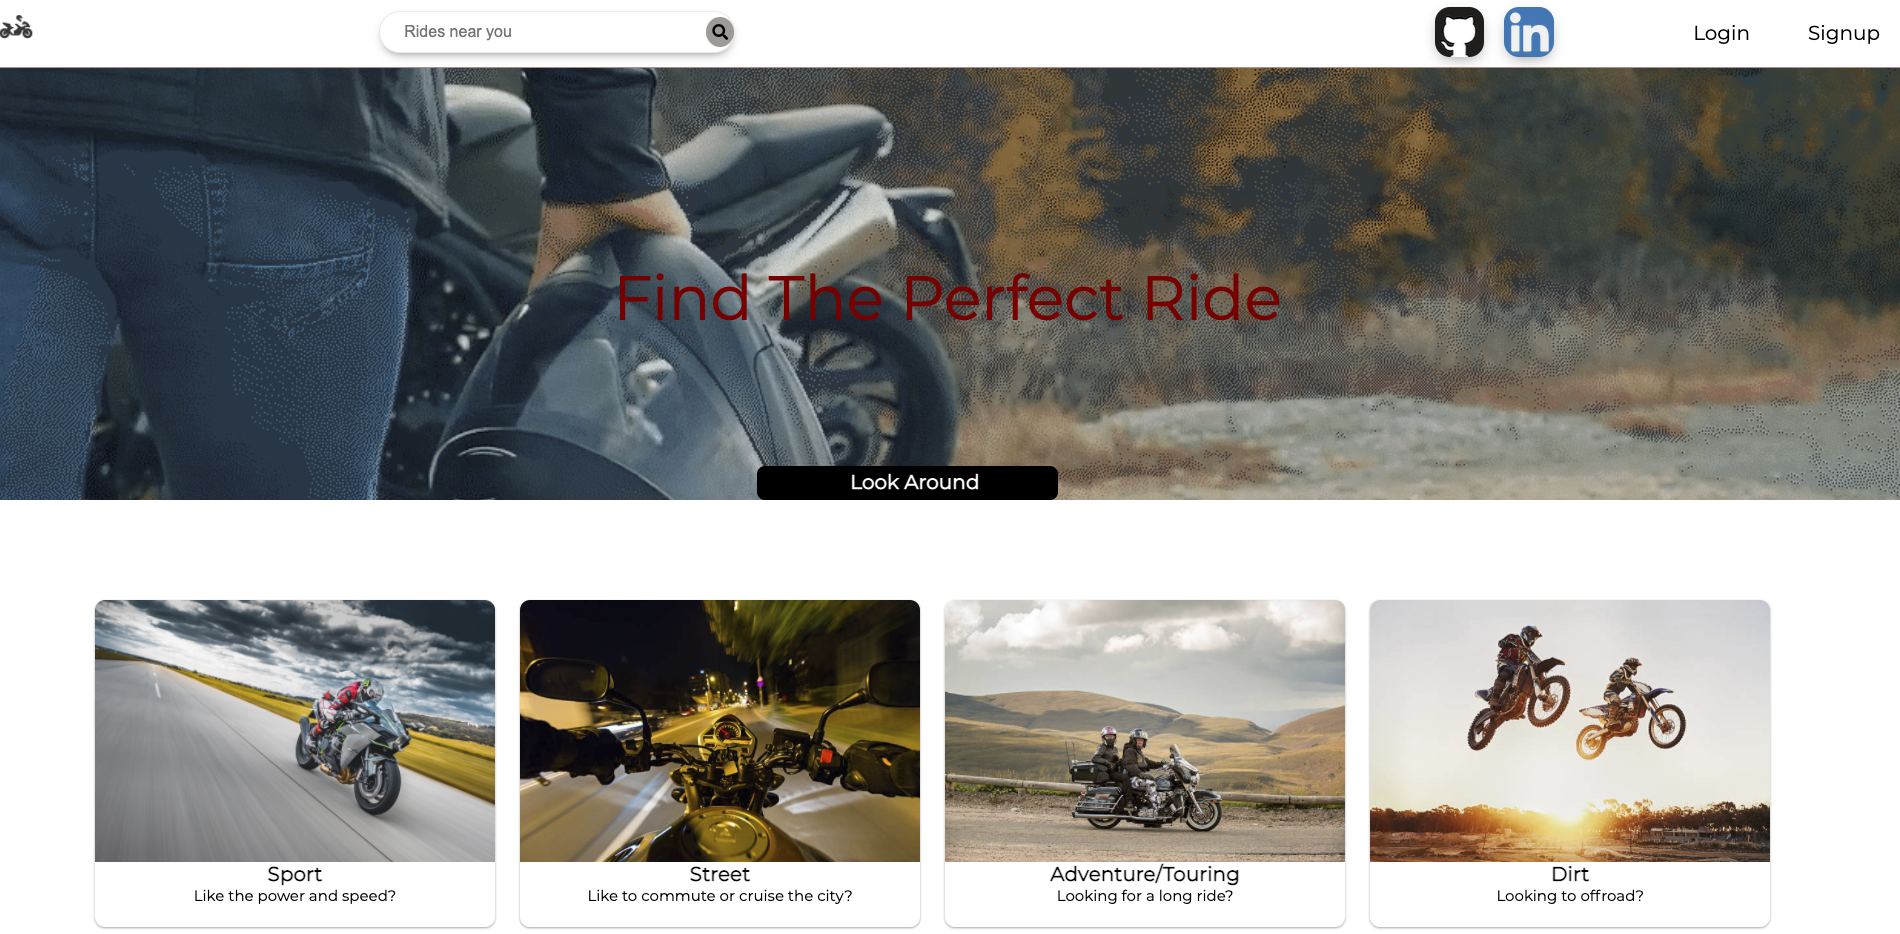 Rides near you
in
Login
Signup
Find The Perfect Ride
Look Around
Sport
Like the power and speed?
Street
Like to commute or cruise the city?
Adventure/Touring
Looking for a long ride?
Dirt
Looking to offroad?